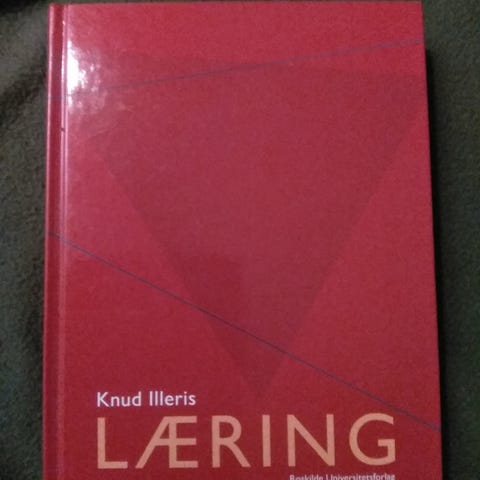 Knud Illeris
LÆRING
Roskilde Universitetsforlag